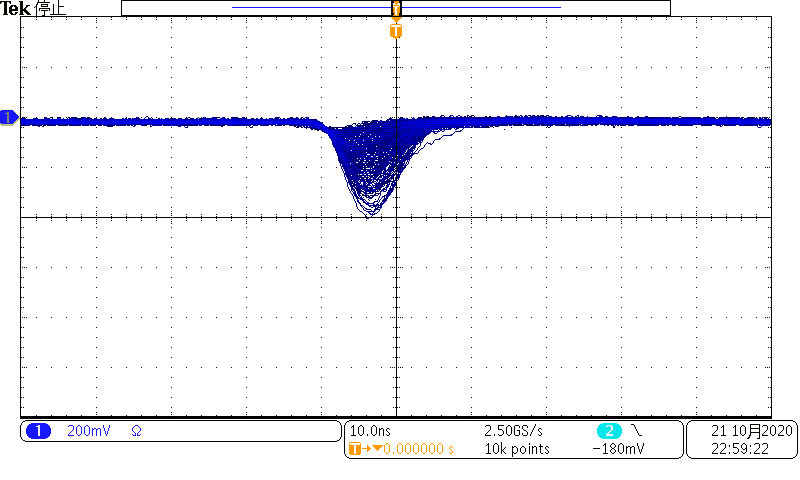 Tek 停止
T
T
1
1 200mV Ω
10.0ns 2.50GS/s 2
T→▼0.000000 s 10k points −180mV
21 10月2020
22:59:22